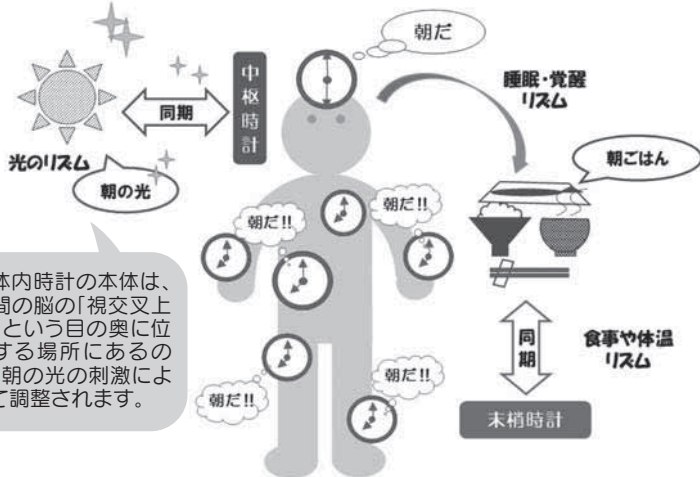 朝だ
中枢時計
同期
光のリズム
朝の光
睡眠・覚醒
リズム
朝ごはん
朝だ!!
朝だ!!
体内時計の本体は、
間の脳の「視交叉上
という目の奥に位
する場所にあるの
朝の光の刺激によ
て調整されます。
同期
食事や体温
リズム
朝だ!!
朝だ!!
末梢時計